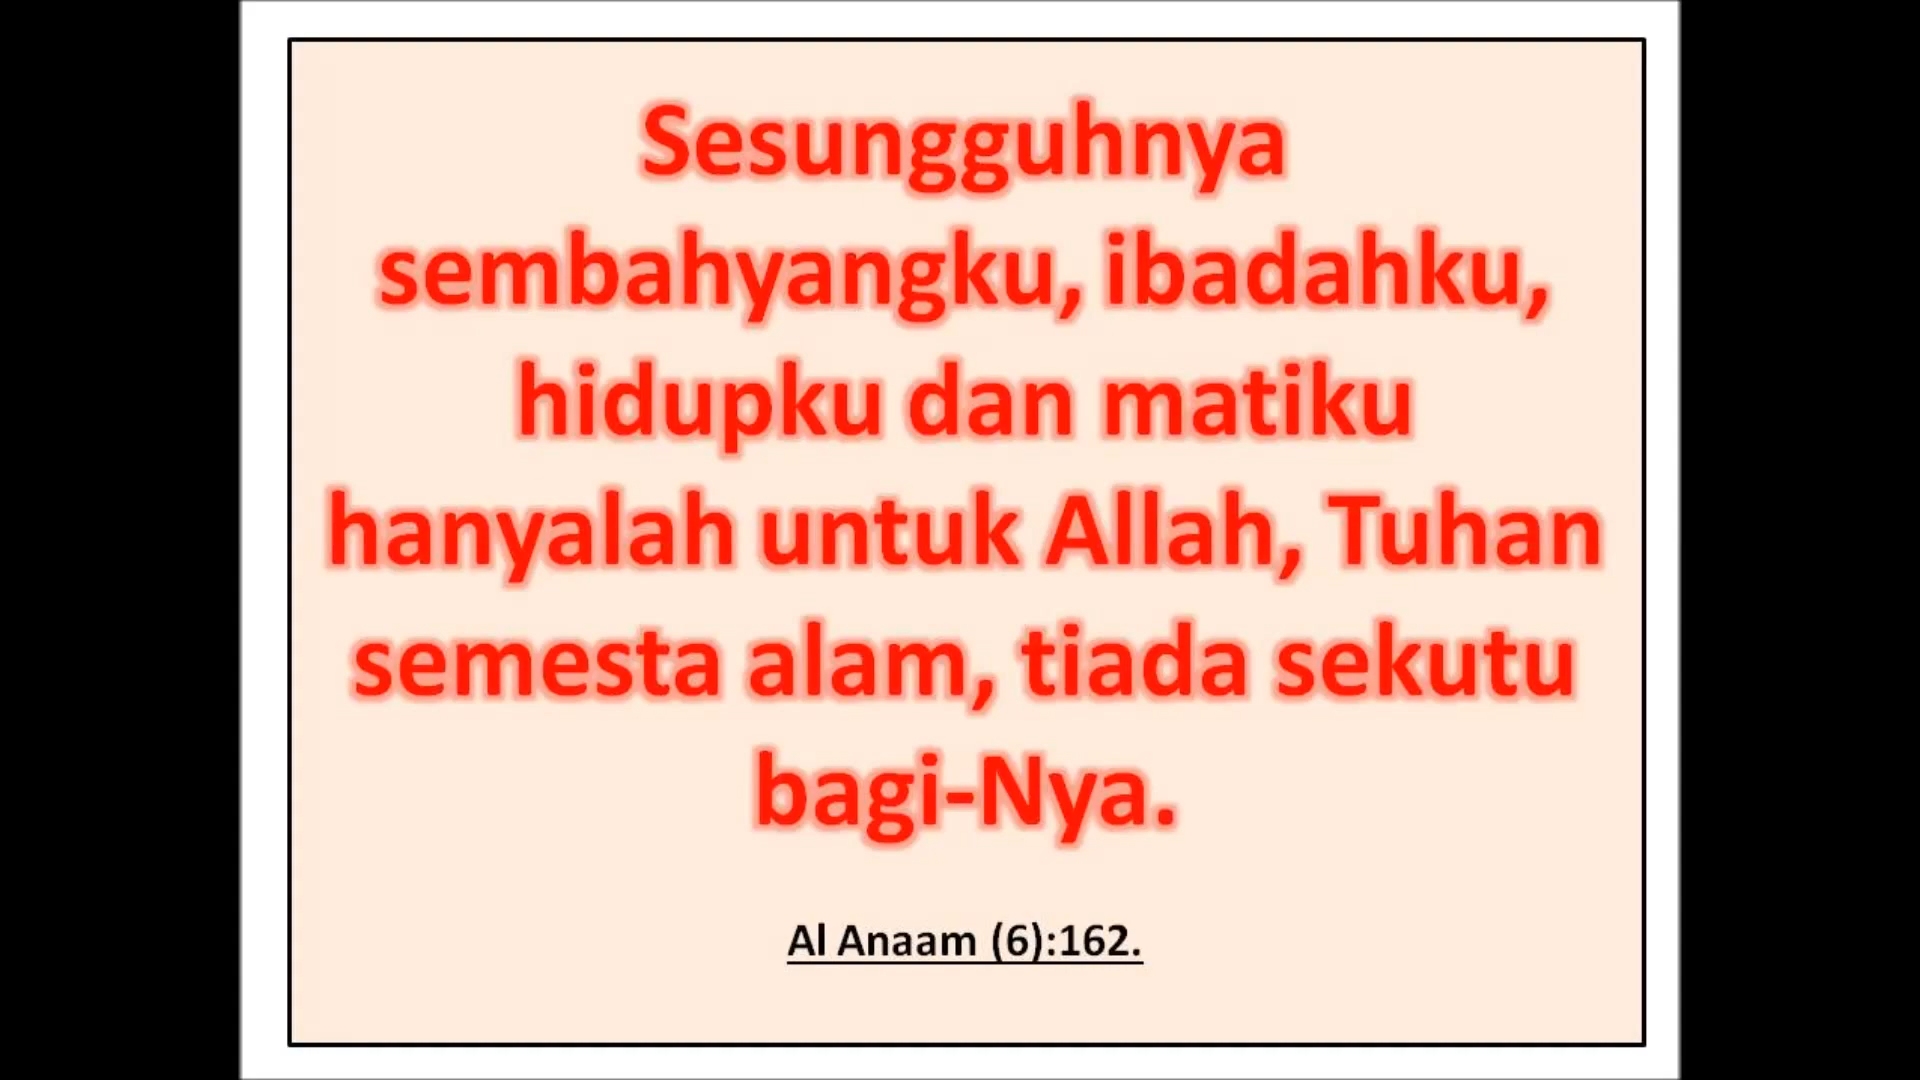 Sesungguhnya
sembahyangku, ibadahku,
hidupku dan matiku
hanyalah untuk Allah, Tuhan
semesta alam, tiada sekutu
bagi-Nya.
Al Anaam (6):162.